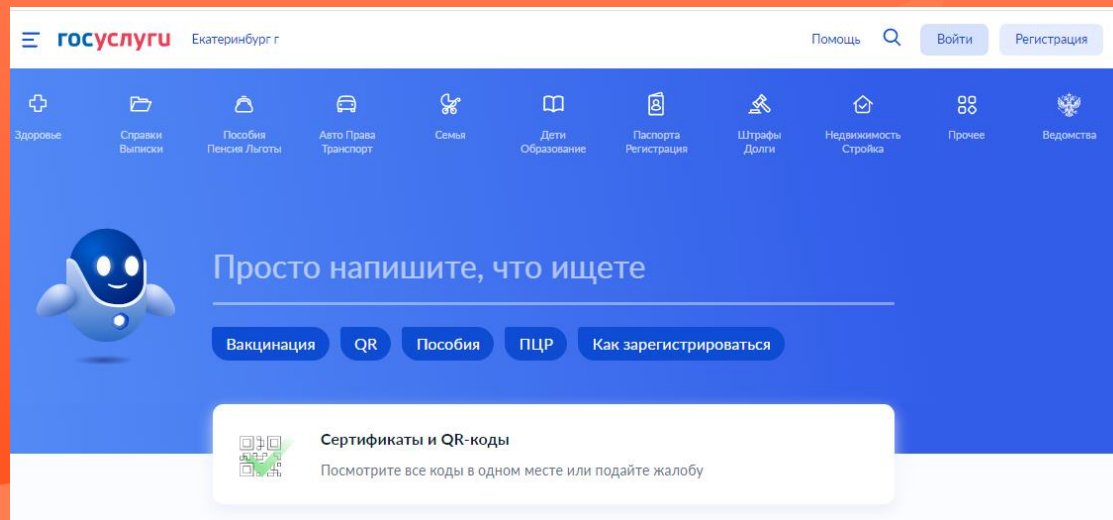 госуслуги Екатеринбург г Помощь Войти Регистрация
Здоровье
Справки
Выписки
Пособия
Пенсия Льготы
Авто Права
Транспорт
Семья
Дети
Образование
Паспорта
Регистрация
Штрафы
Долги
Недвижимость
Стройка
Прочее
Ведомства
Просто напишите, что ищете
Вакцинация QR Пособия ПЦР Как зарегистрироваться
Сертификаты и QR-коды
Посмотрите все коды в одном месте или подайте жалобу